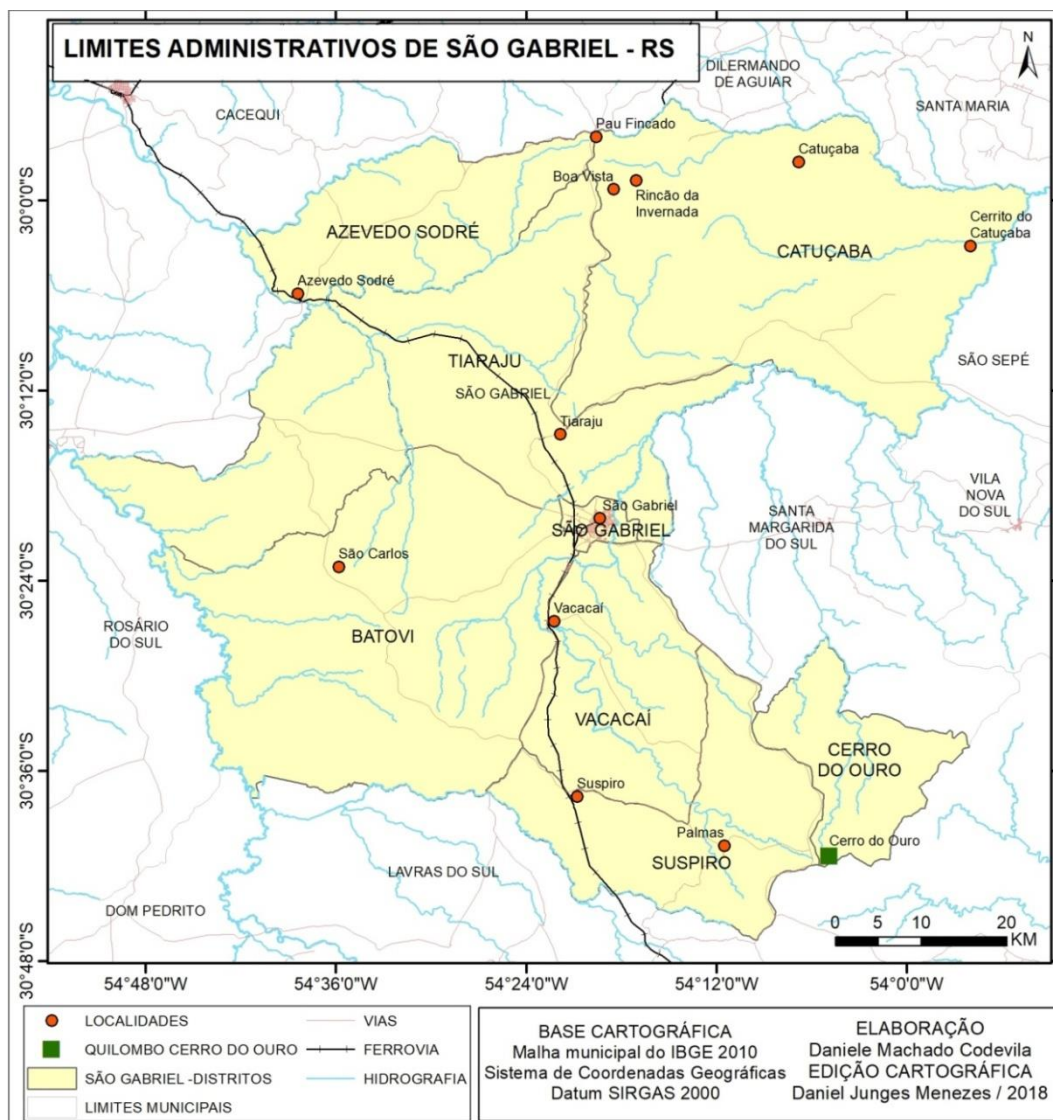 LIMITES ADMINISTRATIVOS DE SÃO GABRIEL - RS
N
DILERMANDO
DE AGUIAR
SANTA MARIA
CACEQUI
Pau Fincado
Catuçaba
Boa Vista
Rincão da
Invernada
Cerrito do
Catuçaba
AZEVEDO SODRÉ
CATUÇABA
Azevedo Sodré
TIARAJU
SÃO GABRIEL
SÃO SEPÉ
Tiaraju
VILA
NOVA
DO SUL
São Gabriel
SÃO GABRIEL
SANTA
MARGARIDA
DO SUL
São Carlos
Vacacaí
ROSÁRIO
DO SUL
BATOVI
VACACAÍ
CERRO
DO OURO
Suspiro
Palmas
Cerro do Ouro
SUSPIRO
LAVRAS DO SUL
DOM PEDRITO
0 5 10 20
KM
30°0'0"S
30°12'0"S
30°24'0"S
30°36'0"S
30°48'0"S
54°48'0"W 54°36'0"W 54°24'0"W 54°12'0"W 54°0'0"W
LOCALIDADES
QUILOMBO CERRO DO OURO
SÃO GABRIEL -DISTRITOS
LIMITES MUNICIPAIS
VIAS
FERROVIA
HIDROGRAFIA
BASE CARTOGRÁFICA
Malha municipal do IBGE 2010
Sistema de Coordenadas Geográficas
Datum SIRGAS 2000
ELABORAÇÃO
Daniele Machado Codevila
EDIÇÃO CARTOGRÁFICA
Daniel Junges Menezes / 2018